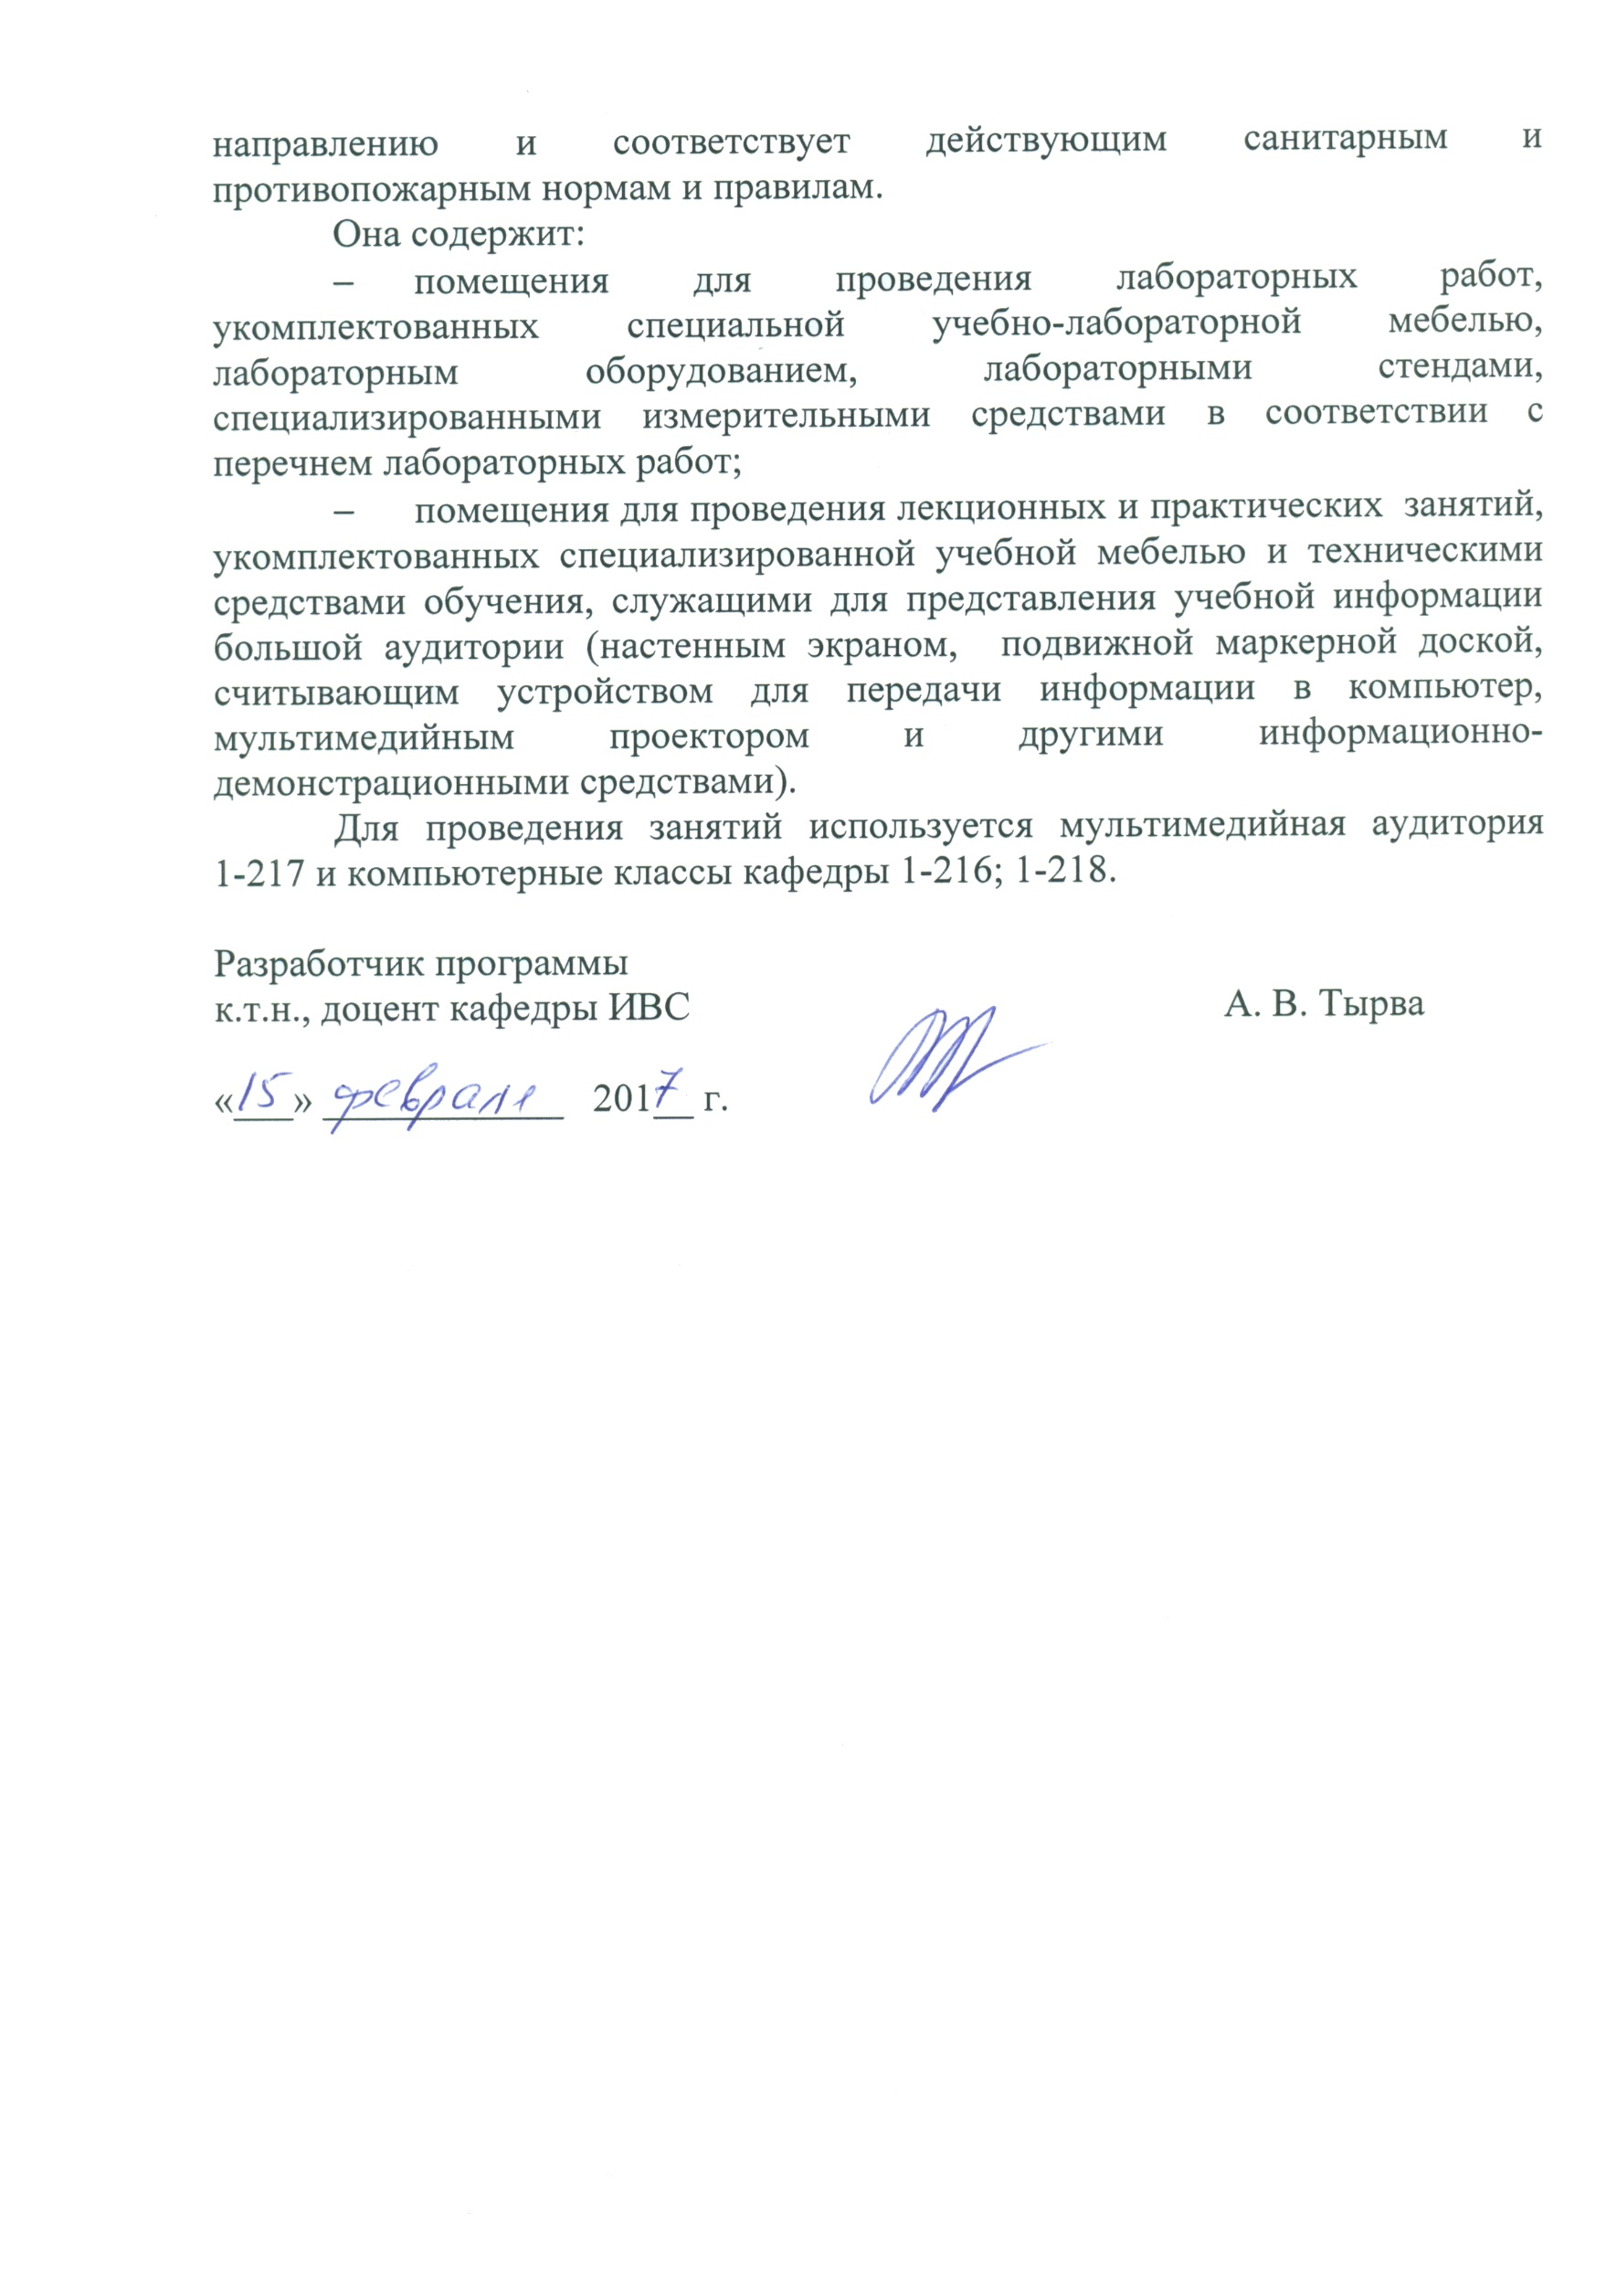 направлению и соответствует действующим санитарным и
противопожарным нормам и правилам.
Она содержит:
– помещения для проведения лабораторных работ,
укомплектованных специальной учебно-лабораторной мебелью,
лабораторным оборудованием, лабораторными стендами,
специализированными измерительными средствами в соответствии с
перечнем лабораторных работ;
– помещения для проведения лекционных и практических занятий,
укомплектованных специализированной учебной мебелью и техническими
средствами обучения, служащими для представления учебной информации
большой аудитории (настенным экраном, подвижной маркерной доской,
считывающим устройством для передачи информации в компьютер,
мультимедийным проектором и другими информационно-
демонстрационными средствами).
Для проведения занятий используется мультимедийная аудитория
1-217 и компьютерные классы кафедры 1-216; 1-218.
Разработчик программы
к.т.н., доцент кафедры ИВС А. В. Тырва
«15» февраля 2017 г.